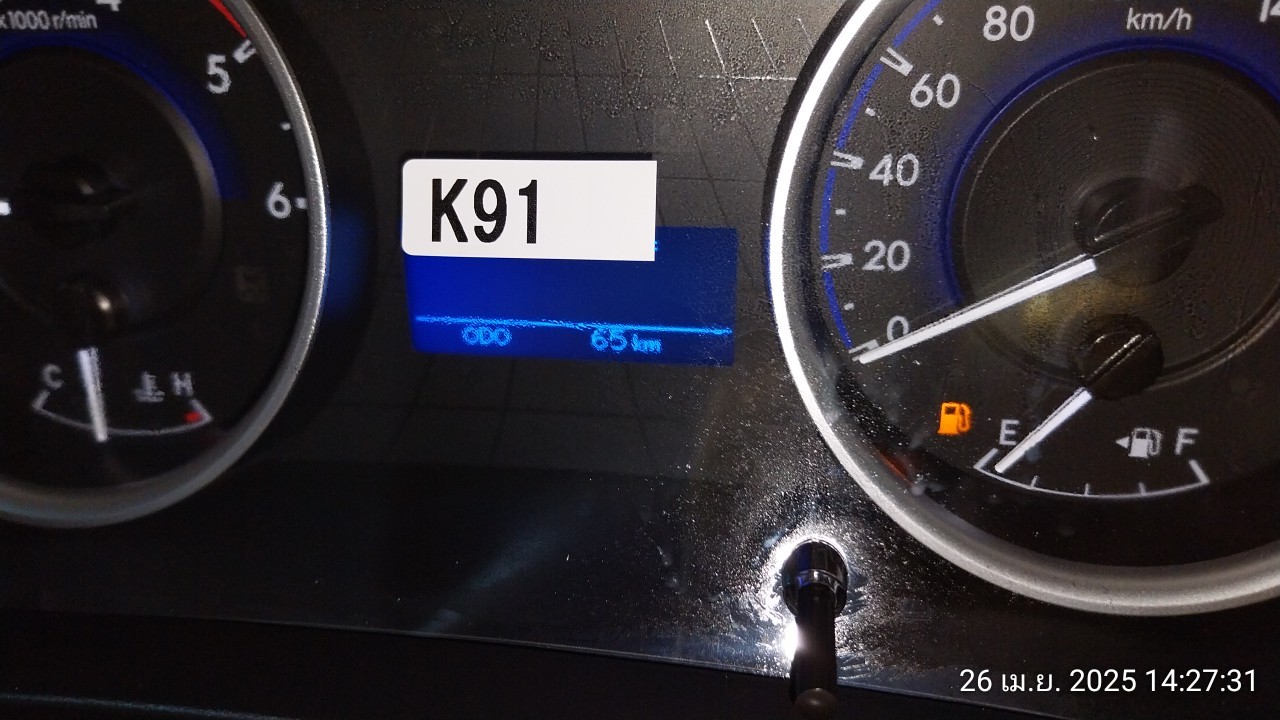 x1000 r/min
4
5
6
C
H
K91
ODO 65 km
80
km/h
60
40
20
0
E
F
26 เม.ย. 2025 14:27:31